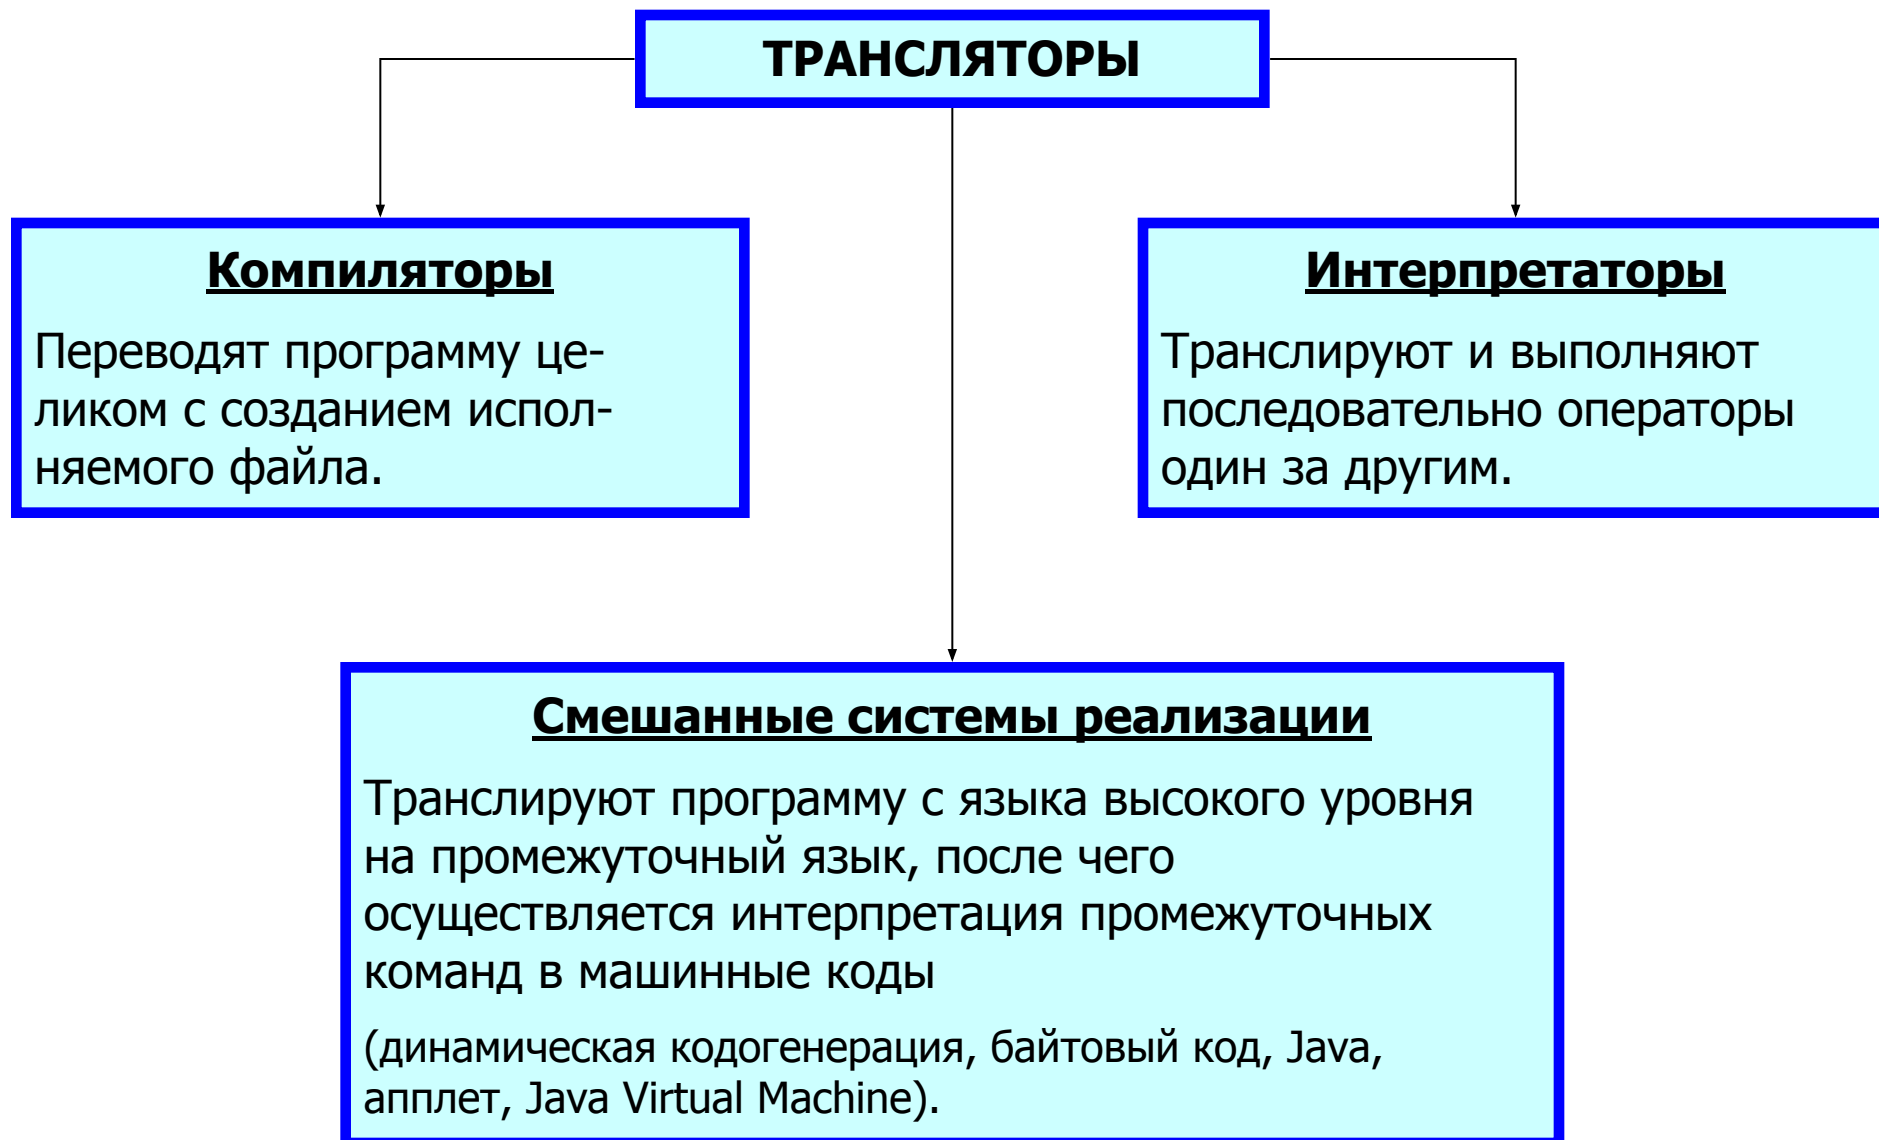 ТРАНСЛЯТОРЫ
Компиляторы
Переводят программу це-
ликом с созданием испол-
няемого файла.
Интерпретаторы
Транслируют и выполняют
последовательно операторы
один за другим.
Смешанные системы реализации
Транслируют программу с языка высокого уровня
на промежуточный язык, после чего
осуществляется интерпретация промежуточных
команд в машинные коды
(динамическая кодогенерация, байтовый код, Java,
апплет, Java Virtual Machine).